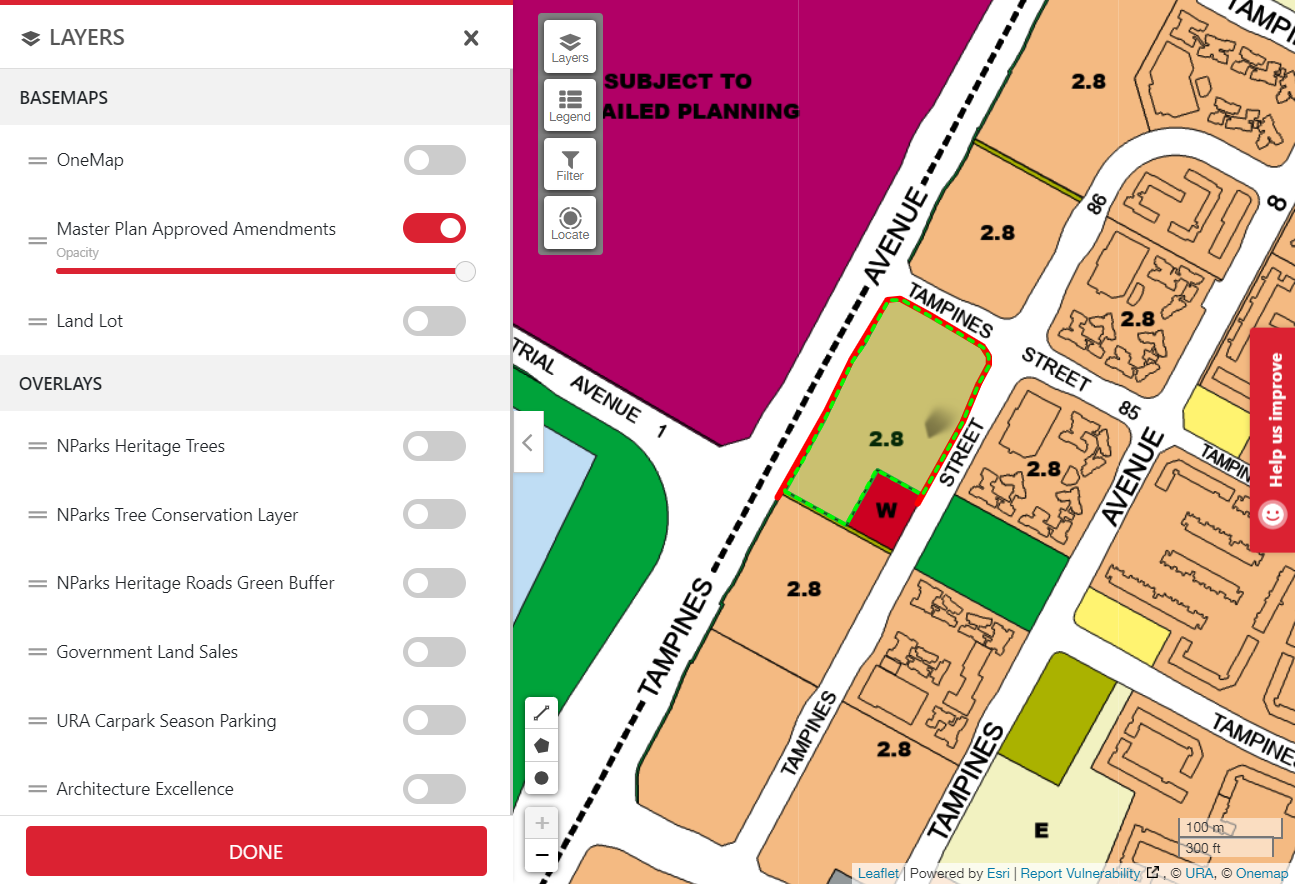 LAYERS
BASEMAPS
OneMap
Master Plan Approved Amendments
Opacity
Land Lot
OVERLAYS
NParks Heritage Trees
NParks Tree Conservation Layer
NParks Heritage Roads Green Buffer
Government Land Sales
URA Carpark Season Parking
Architecture Excellence
DONE
Layers
Legend
Filter
Locate
SUBJECT TO
AILED PLANNING
TRIAL AVENUE 1
TAMPINES AVENUE
TAMPINES STREET 86
TAMPINES STREET 85
TAMPINES AVENUE 8
TAMPINES
TAMPIN
TAMPINES
2.8
2.8
2.8
2.8
2.8
W
2.8
2.8
E
Help us improve
100 m
300 ft
Leaflet | Powered by Esri | Report Vulnerability , © URA, © Onemap